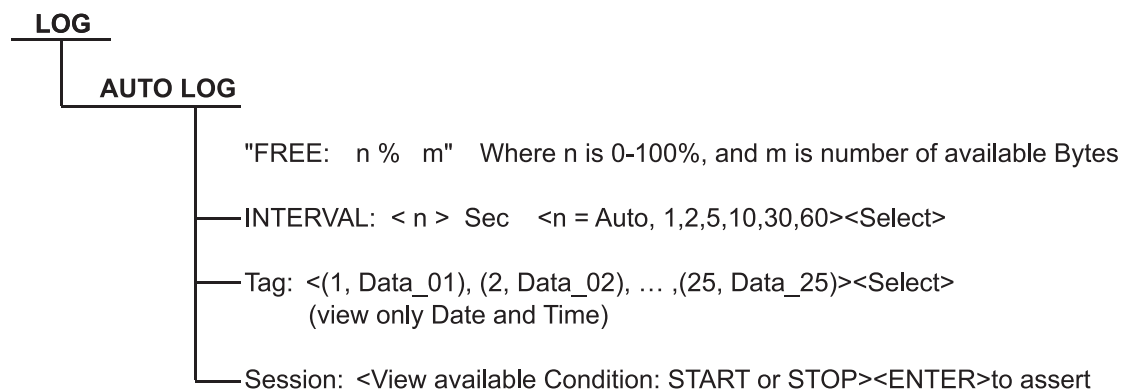 LOG
AUTO LOG
"FREE: n % m" Where n is 0-100%, and m is number of available Bytes
INTERVAL: < n > Sec <n = Auto, 1,2,5,10,30,60><Select>
Tag: <(1, Data_01), (2, Data_02), … ,(25, Data_25)><Select>
(view only Date and Time)
Session: <View available Condition: START or STOP><ENTER>to assert